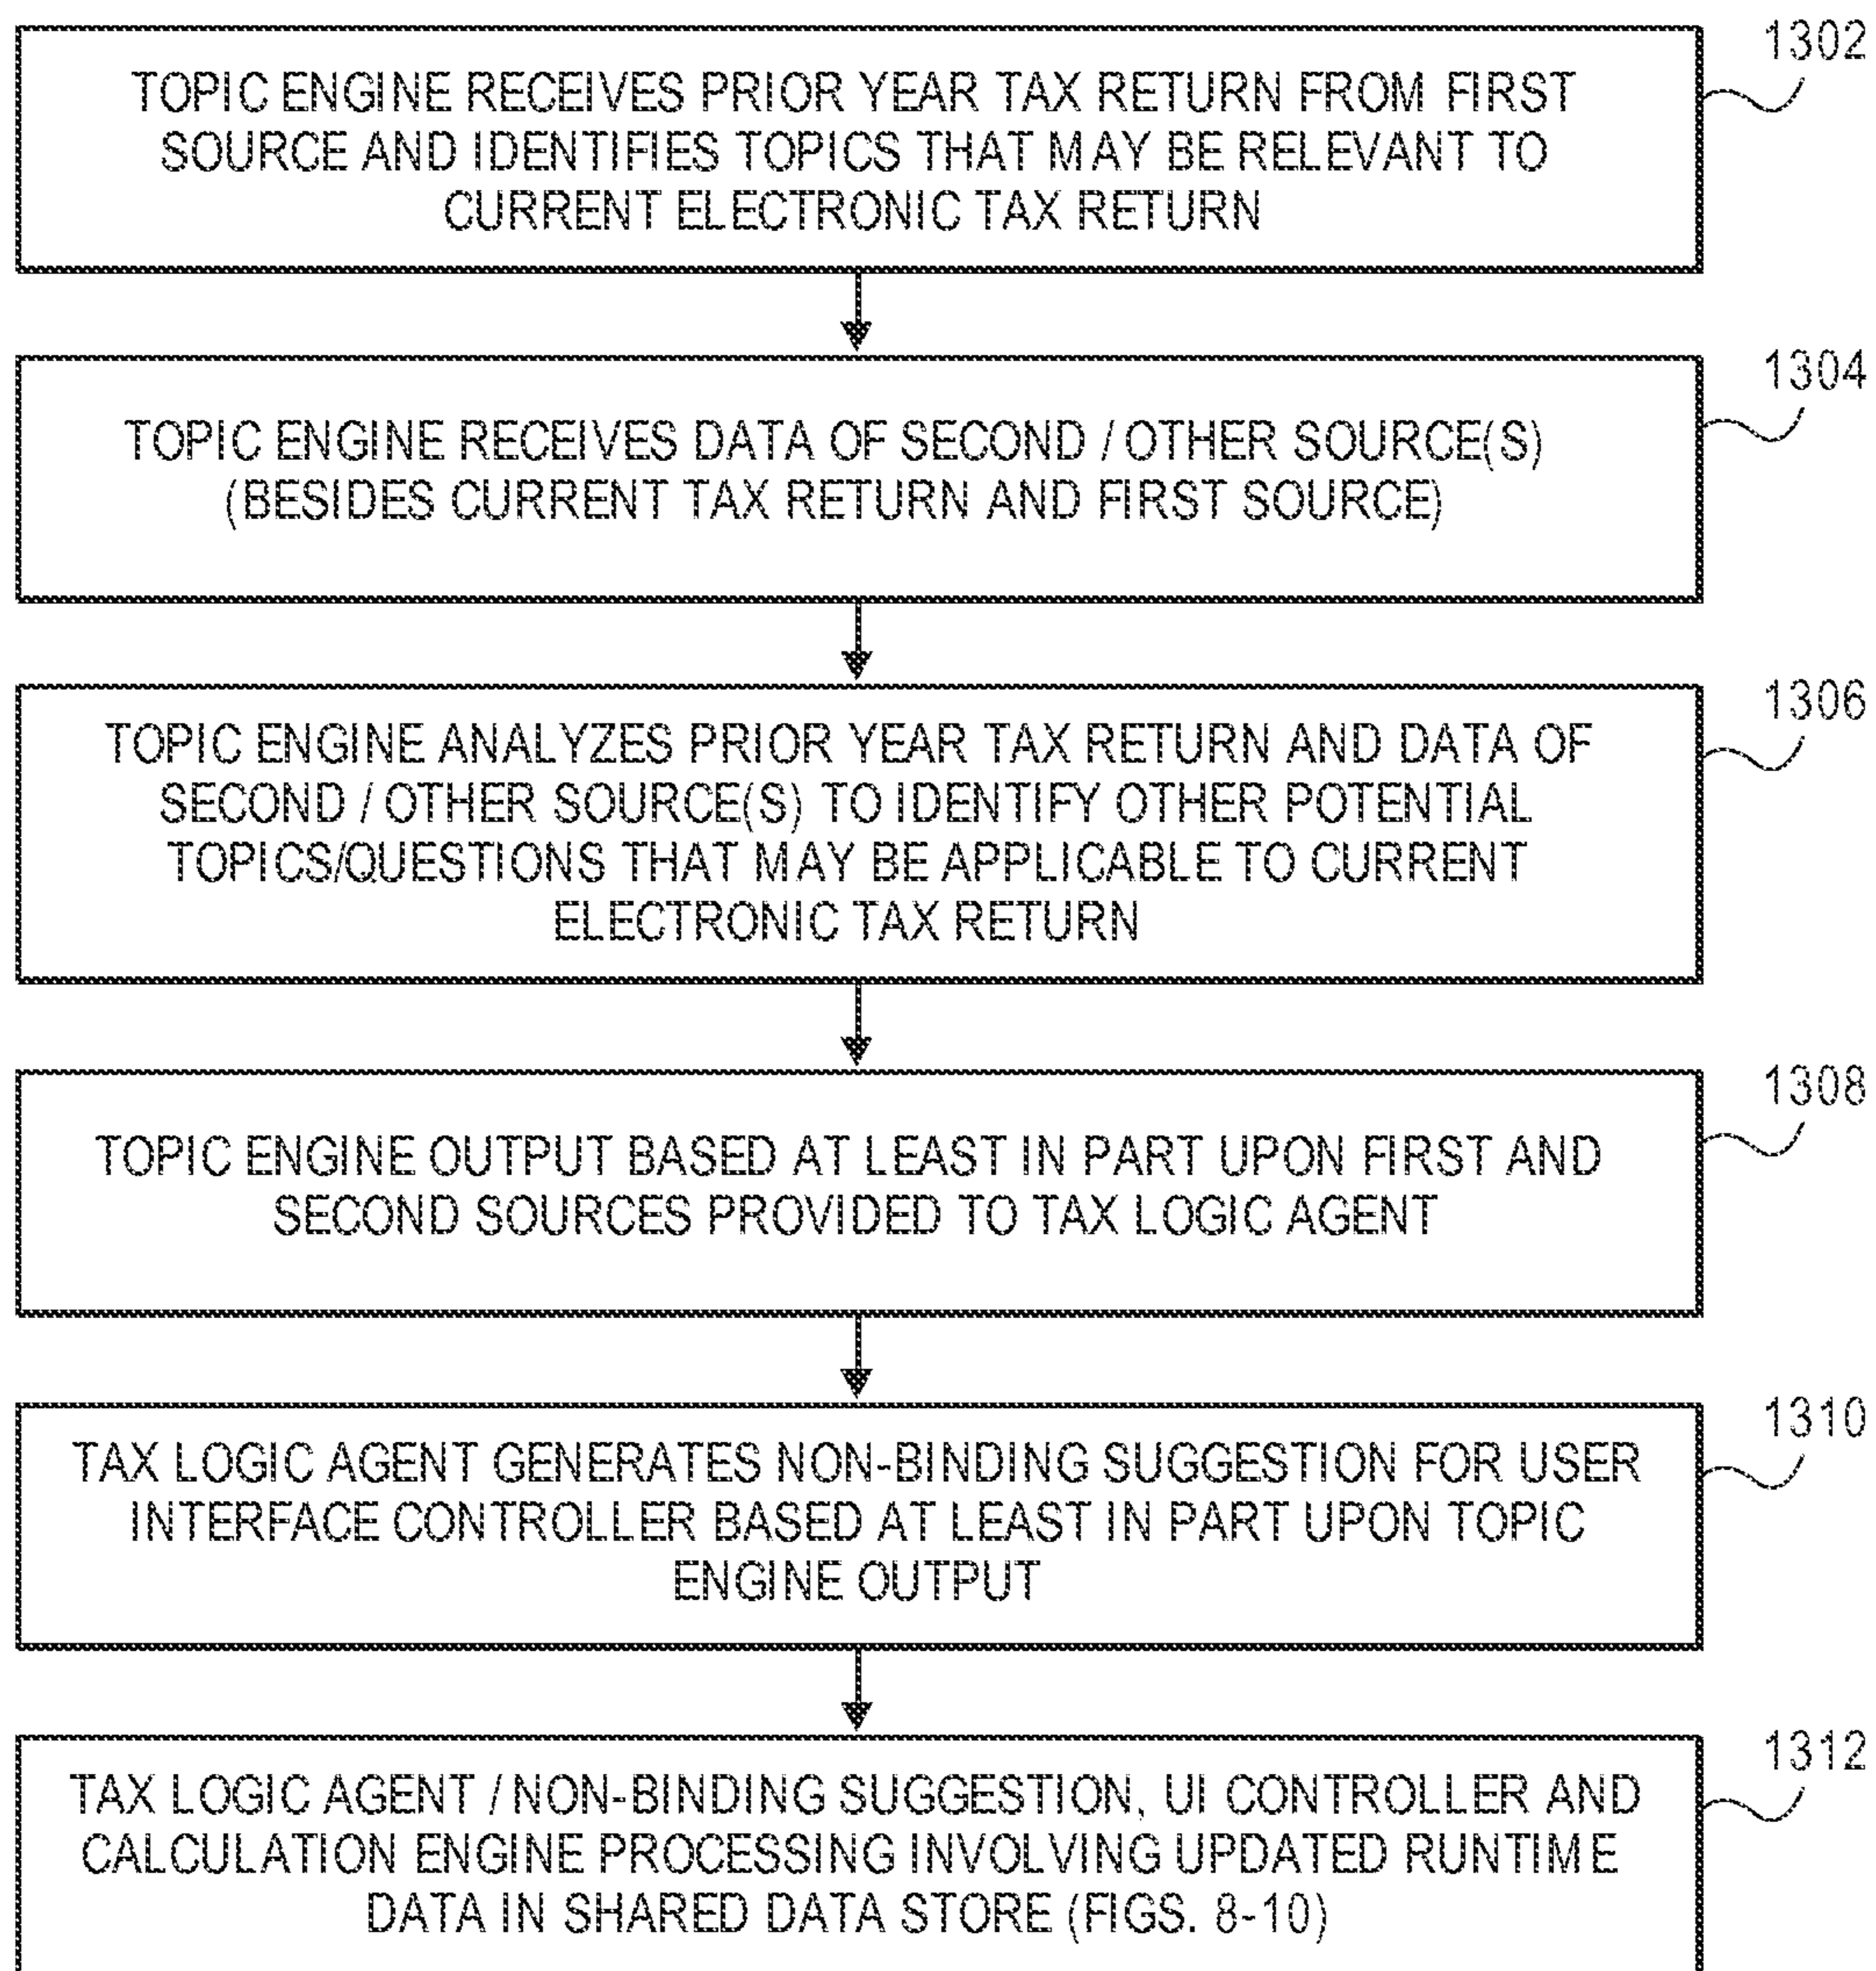 1302
TOPIC ENGINE RECEIVES PRIOR YEAR TAX RETURN FROM FIRST
SOURCE AND IDENTIFIES TOPICS THAT MAY BE RELEVANT TO
CURRENT ELECTRONIC TAX RETURN
1304
TOPIC ENGINE RECEIVES DATA OF SECOND / OTHER SOURCE(S)
(BESIDES CURRENT TAX RETURN AND FIRST SOURCE)
1306
TOPIC ENGINE ANALYZES PRIOR YEAR TAX RETURN AND DATA OF
SECOND / OTHER SOURCE(S) TO IDENTIFY OTHER POTENTIAL
TOPICS/QUESTIONS THAT MAY BE APPLICABLE TO CURRENT
ELECTRONIC TAX RETURN
1308
TOPIC ENGINE OUTPUT BASED AT LEAST IN PART UPON FIRST AND
SECOND SOURCES PROVIDED TO TAX LOGIC AGENT
1310
TAX LOGIC AGENT GENERATES NON-BINDING SUGGESTION FOR USER
INTERFACE CONTROLLER BASED AT LEAST IN PART UPON TOPIC
ENGINE OUTPUT
1312
TAX LOGIC AGENT / NON-BINDING SUGGESTION, UI CONTROLLER AND
CALCULATION ENGINE PROCESSING INVOLVING UPDATED RUNTIME
DATA IN SHARED DATA STORE (FIGS. 8-10)